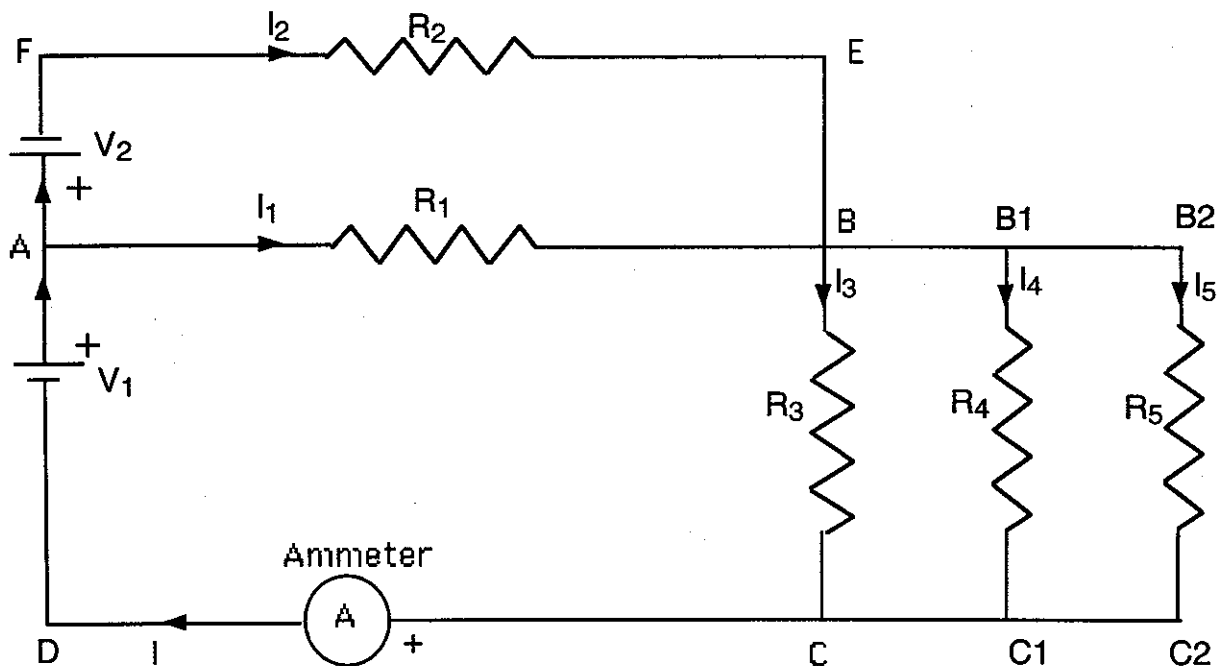 F I₂ R₂ E
V₂
+
A I₁ R₁ B B1 B2
I₃ I₄ I₅
+
V₁
R₃ R₄ R₅
Ammeter
A
+
D I C C1 C2